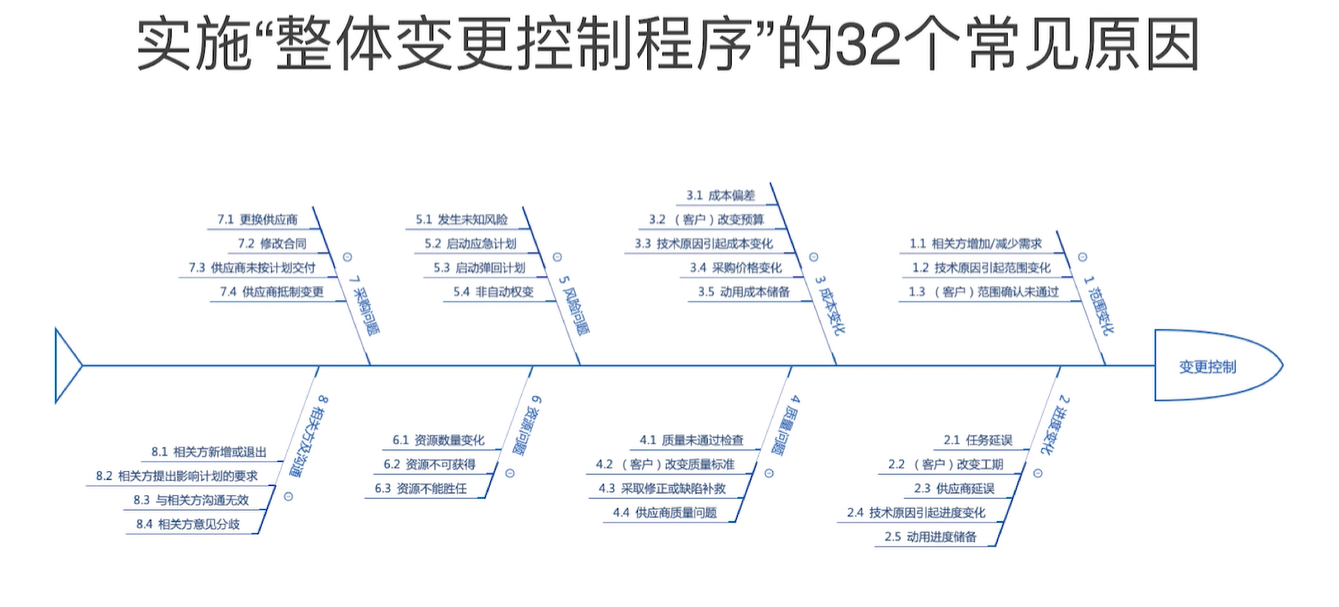 实施“整体变更控制程序”的32个常见原因
7.1 更换供应商
7.2 修改合同
7.3 供应商未按计划交付
7.4 供应商抵制变更
7 采购问题
5.1 发生未知风险
5.2 启动应急计划
5.3 启动弹回计划
5.4 非自动权变
5 风险问题
3.1 成本偏差
3.2 （客户）改变预算
3.3 技术原因引起成本变化
3.4 采购价格变化
3.5 动用成本储备
3 成本变化
1.1 相关方增加/减少需求
1.2 技术原因引起范围变化
1.3 （客户）范围确认未通过
1 范围变化
变更控制
8 相关方及沟通
8.1 相关方新增或退出
8.2 相关方提出影响计划的要求
8.3 与相关方沟通无效
8.4 相关方意见分歧
6 资源问题
6.1 资源数量变化
6.2 资源不可获得
6.3 资源不能胜任
4 质量问题
4.1 质量未通过检查
4.2 （客户）改变质量标准
4.3 采取修正或缺陷补救
4.4 供应商质量问题
2 进度变化
2.1 任务延误
2.2 （客户）改变工期
2.3 供应商延误
2.4 技术原因引起进度变化
2.5 动用进度储备